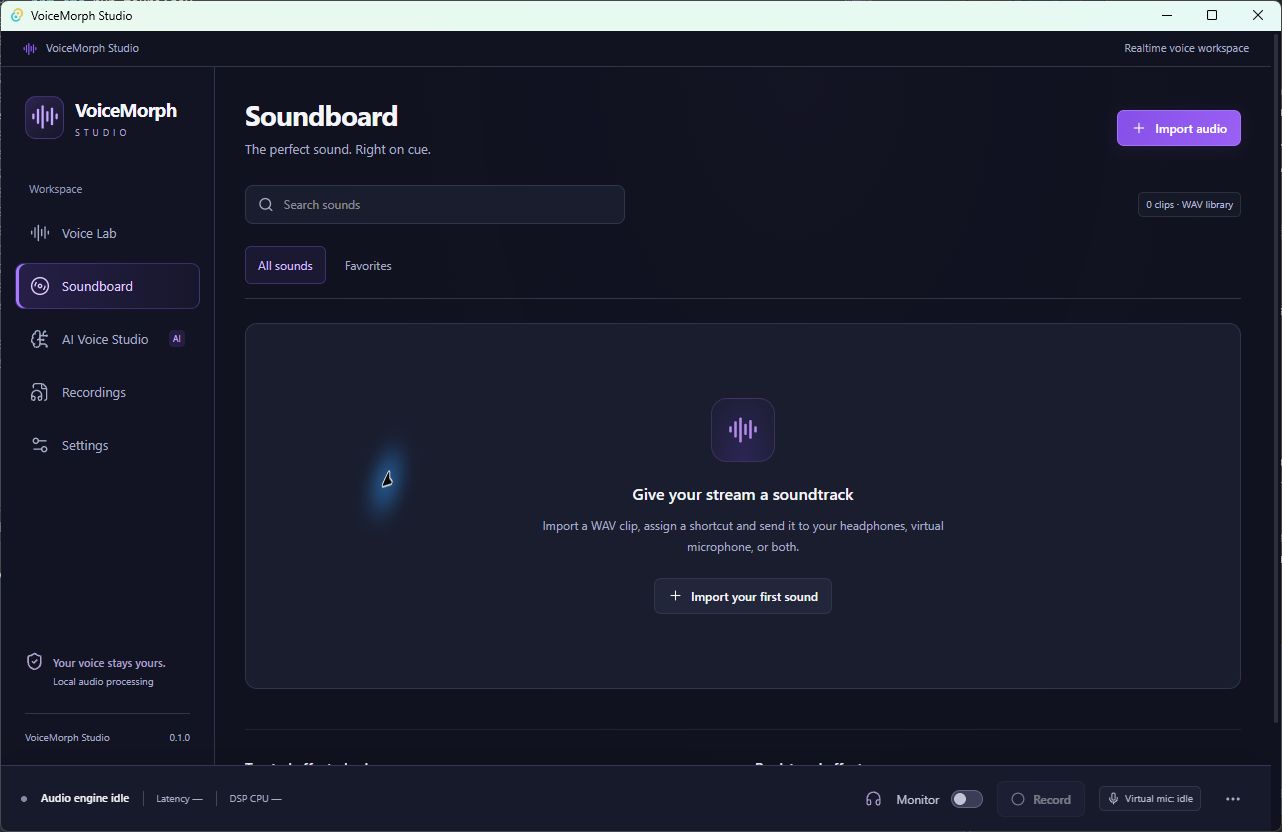 VoiceMorph Studio
VoiceMorph Studio
Realtime voice workspace
VoiceMorph
STUDIO
Workspace
Voice Lab
Soundboard
AI Voice Studio AI
Recordings
Settings
Your voice stays yours.
Local audio processing
VoiceMorph Studio 0.1.0
Soundboard
The perfect sound. Right on cue.
Import audio
Search sounds
0 clips · WAV library
All sounds Favorites
Give your stream a soundtrack
Import a WAV clip, assign a shortcut and send it to your headphones, virtual
microphone, or both.
Import your first sound
Audio engine idle Latency — DSP CPU —
Monitor Record Virtual mic: idle